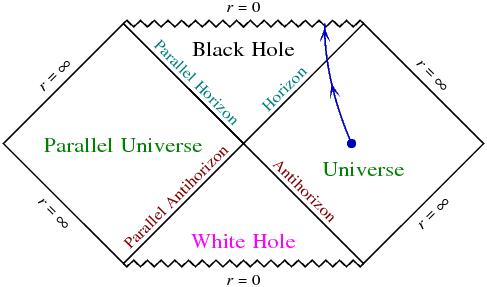 r = 0
Black Hole
Parallel Horizon
Horizon
r = ∞
r = ∞
Parallel Universe
Universe
Parallel Antihorizon
Antihorizon
r = ∞
r = ∞
White Hole
r = 0